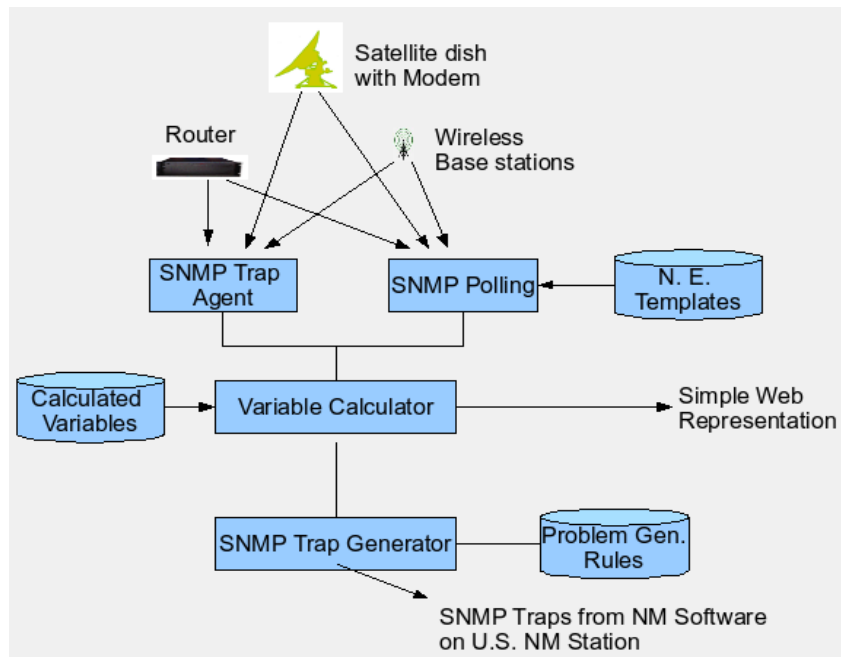 Satellite dish
with Modem
Router
Wireless
Base stations
SNMP Trap
Agent
SNMP Polling
N. E.
Templates
Calculated
Variables
Variable Calculator
Simple Web
Representation
SNMP Trap Generator
Problem Gen.
Rules
SNMP Traps from NM Software
on U.S. NM Station